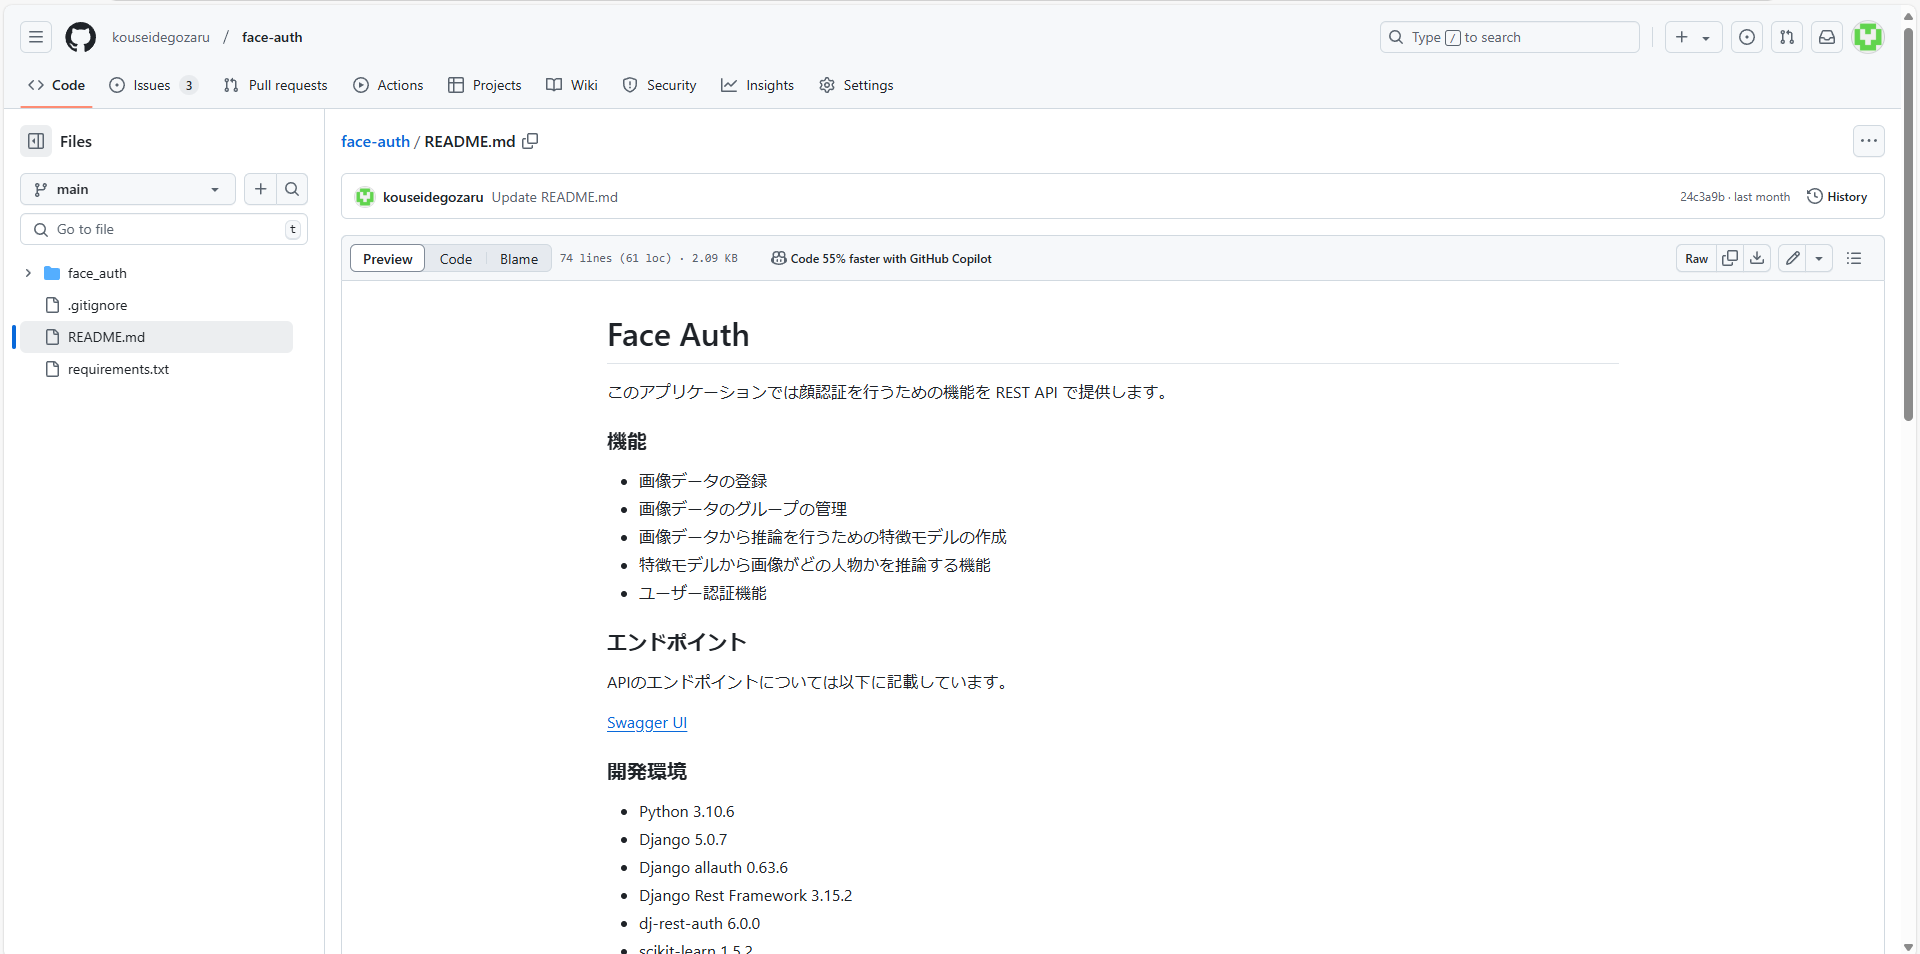 kouseidegozaru / face-auth
Type / to search
Code
Issues 3
Pull requests
Actions
Projects
Wiki
Security
Insights
Settings
Files
main
Go to file
t
face_auth
.gitignore
README.md
requirements.txt
face-auth / README.md
kouseidegozaru Update README.md
24c3a9b · last month
History
Preview
Code
Blame
74 lines (61 loc) · 2.09 KB
Code 55% faster with GitHub Copilot
Raw
Face Auth
このアプリケーションでは顔認証を行うための機能を REST API で提供します。
機能
画像データの登録
画像データのグループの管理
画像データから推論を行うための特徴モデルの作成
特徴モデルから画像がどの人物かを推論する機能
ユーザー認証機能
エンドポイント
APIのエンドポイントについては以下に記載しています。
Swagger UI
開発環境
Python 3.10.6
Django 5.0.7
Django allauth 0.63.6
Django Rest Framework 3.15.2
dj-rest-auth 6.0.0
scikit-learn 1.5.2